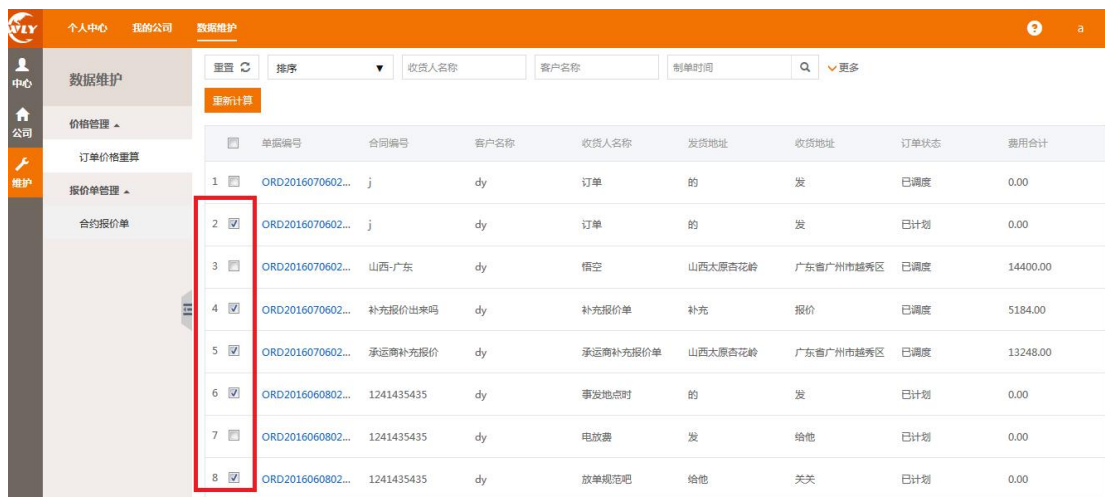 WLY 个人中心 我的公司 数据维护 ? a
中心
公司
维护
数据维护
价格管理
订单价格重算
报价单管理
合约报价单
重置 排序 收货人名称 客户名称 制单时间 更多
重新计算
单据编号 合同编号 客户名称 收货人名称 发货地址 收货地址 订单状态 费用合计
1 ORD2016070602... j dy 订单 的 发 已调度 0.00
2 ORD2016070602... j dy 订单 的 发 已计划 0.00
3 ORD2016070602... 山西-广东 dy 悟空 山西太原杏花岭 广东省广州市越秀区 已调度 14400.00
4 ORD2016070602... 补充报价出来吗 dy 补充报价单 补充 报价 已调度 5184.00
5 ORD2016070602... 承运商补充报价 dy 承运商补充报价单 山西太原杏花岭 广东省广州市越秀区 已调度 13248.00
6 ORD2016060802... 1241435435 dy 事发地点时 的 发 已计划 0.00
7 ORD2016060802... 1241435435 dy 电放费 发 给他 已计划 0.00
8 ORD2016060802... 1241435435 dy 放单规范吧 给他 关关 已计划 0.00